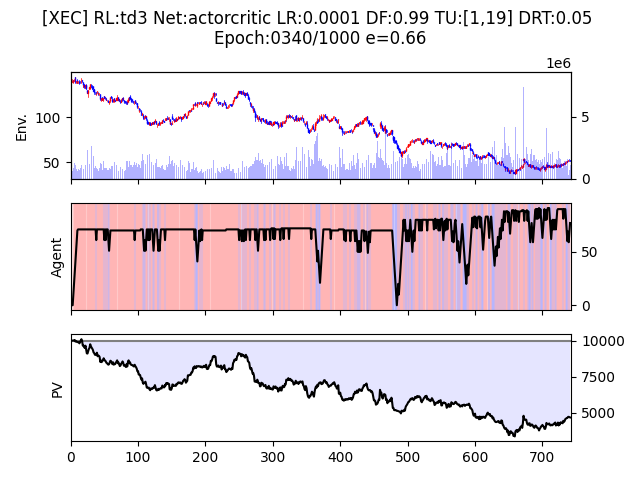 [XEC] RL:td3 Net:actorcritic LR:0.0001 DF:0.99 TU:[1,19] DRT:0.05
Epoch:0340/1000 e=0.66
1e6
Env.
100
50
5
0
Agent
50
0
PV
10000
7500
5000
0 100 200 300 400 500 600 700